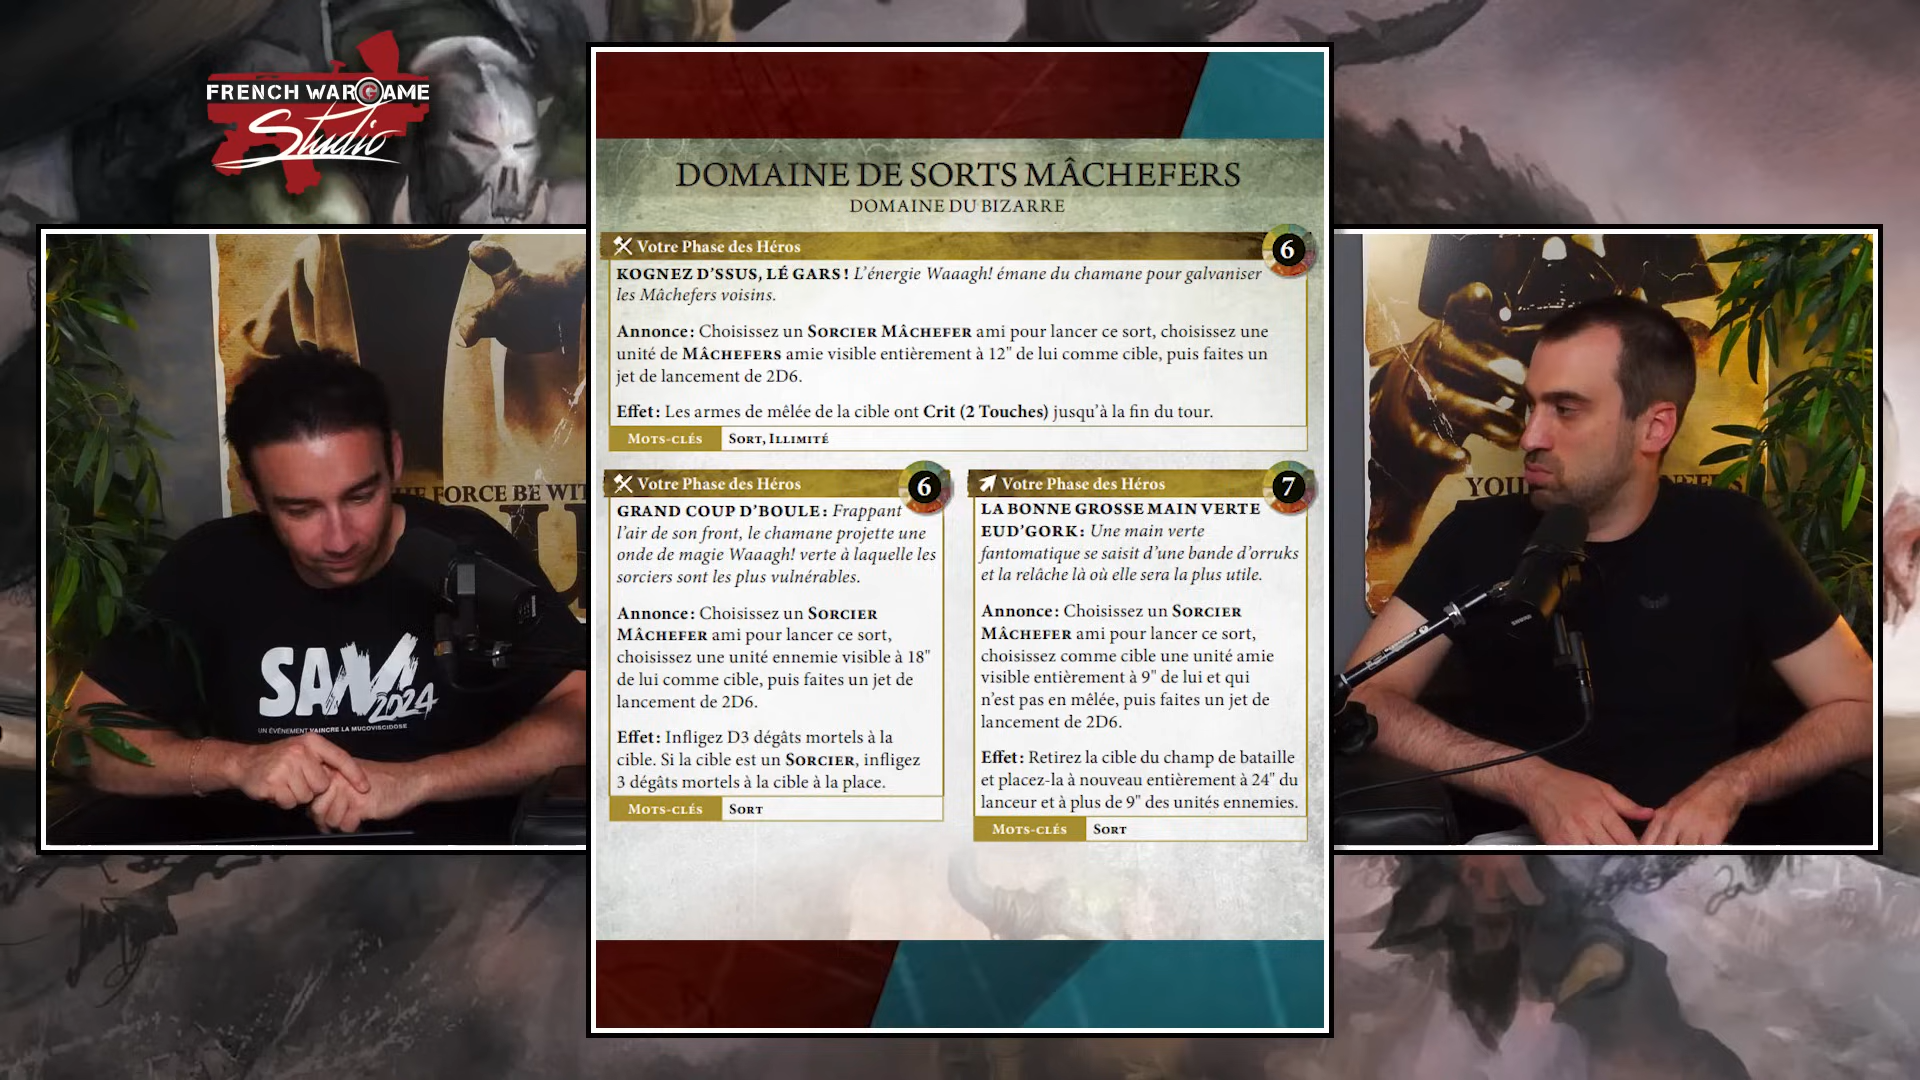 FRENCH WARGAME
Studio
DOMAINE DE SORTS MÂCHEFERS
DOMAINE DU BIZARRE
Votre Phase des Héros
6
KOGNEZ D'SSUS, LÉ GARS ! L'énergie Waaagh! émane du chamane pour galvaniser
les Mâchefers voisins.
Annonce : Choisissez un SORCIER MÂCHEFER ami pour lancer ce sort, choisissez une
unité de MÂCHEFERS amie visible entièrement à 12" de lui comme cible, puis faites un
jet de lancement de 2D6.
Effet : Les armes de mêlée de la cible ont Crit (2 Touches) jusqu'à la fin du tour.
MOTS-CLÉS SORT, ILLIMITÉ
Votre Phase des Héros
6
GRAND COUP D'BOULE : Frappant
l'air de son front, le chamane projette une
onde de magie Waaagh! verte à laquelle les
sorciers sont les plus vulnérables.
Annonce : Choisissez un SORCIER
MÂCHEFER ami pour lancer ce sort,
choisissez une unité ennemie visible à 18"
de lui comme cible, puis faites un jet de
lancement de 2D6.
Effet : Infligez D3 dégâts mortels à la
cible. Si la cible est un SORCIER, infligez
3 dégâts mortels à la cible à la place.
MOTS-CLÉS SORT
Votre Phase des Héros
7
LA BONNE GROSSE MAIN VERTE
EUD'GORK : Une main verte
fantomatique se saisit d'une bande d'orruks
et la relâche là où elle sera la plus utile.
Annonce : Choisissez un SORCIER
MÂCHEFER ami pour lancer ce sort,
choisissez comme cible une unité amie
visible entièrement à 9" de lui et qui
n'est pas en mêlée, puis faites un jet de
lancement de 2D6.
Effet : Retirez la cible du champ de bataille
et placez-la à nouveau entièrement à 24" du
lanceur et à plus de 9" des unités ennemies.
MOTS-CLÉS SORT
FORCE BE WIT
U
SAM
2024
UN ÉVÉNEMENT VAINCRE LA MUCOVISCIDOSE
YOU